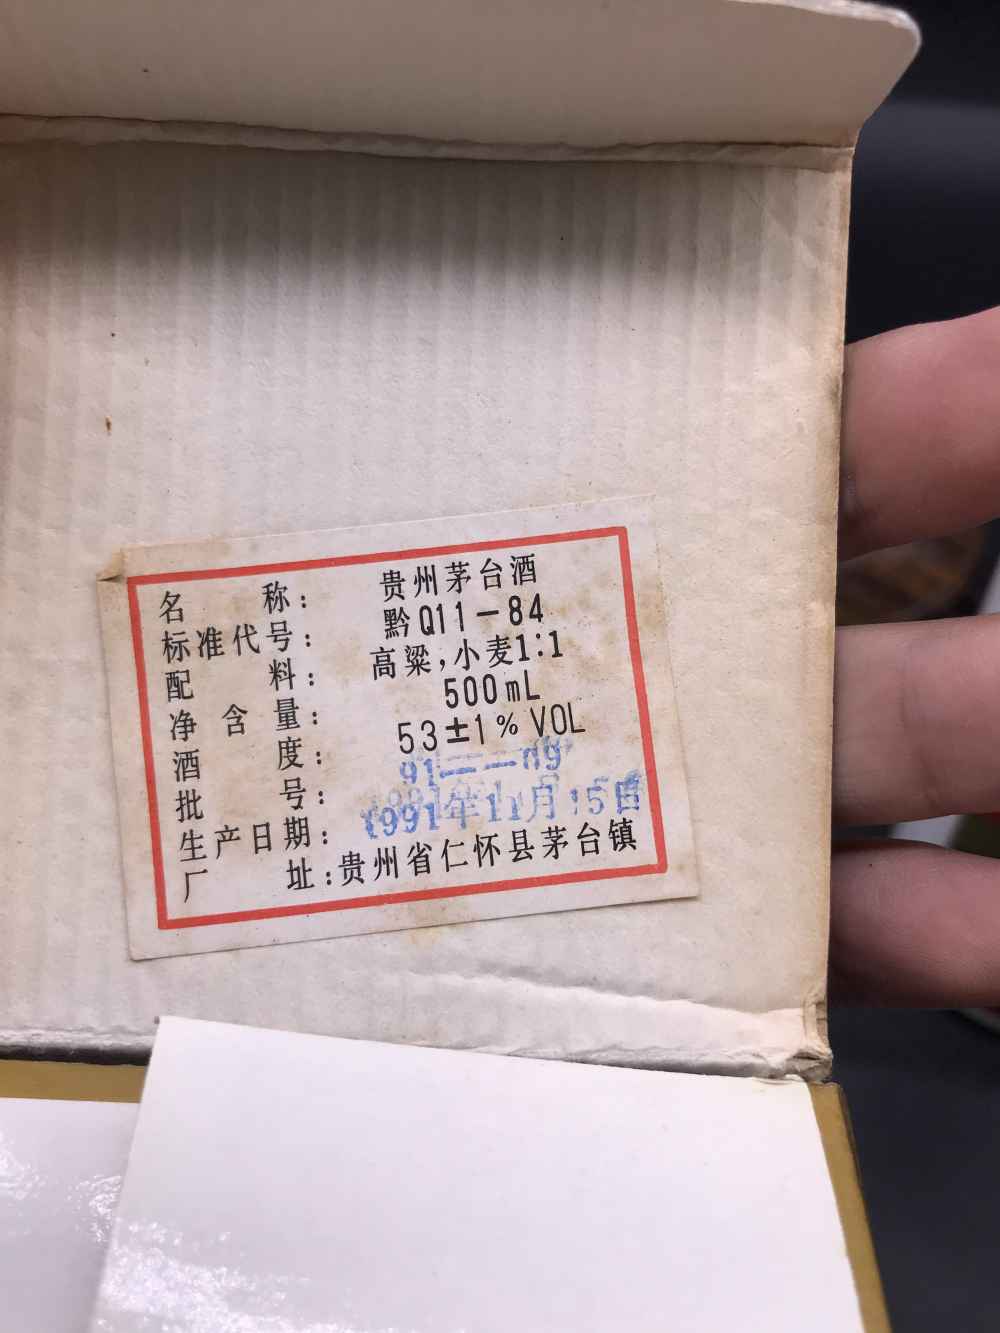 名称：贵州茅台酒
标准代号：黔Q11－84
配料：高粱，小麦1：1
净含量：500mL
酒度：53±1％VOL
批号：91——09
生产日期：1991年11月15日
厂址：贵州省仁怀县茅台镇